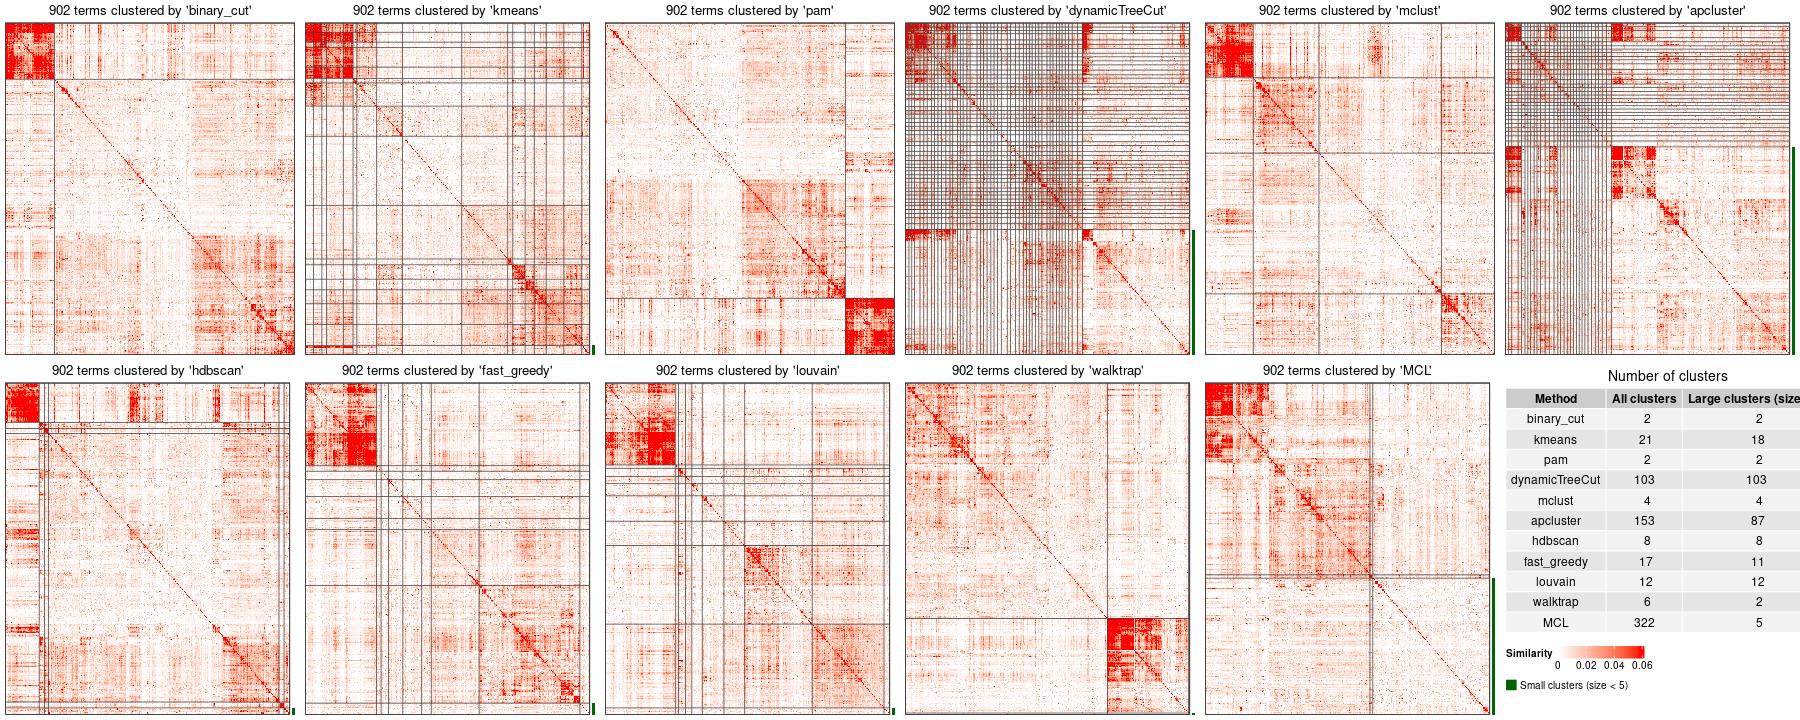 902 terms clustered by 'binary_cut'
902 terms clustered by 'kmeans'
902 terms clustered by 'pam'
902 terms clustered by 'dynamicTreeCut'
902 terms clustered by 'mclust'
902 terms clustered by 'apcluster'
902 terms clustered by 'hdbscan'
902 terms clustered by 'fast_greedy'
902 terms clustered by 'louvain'
902 terms clustered by 'walktrap'
902 terms clustered by 'MCL'
Number of clusters
Method All clusters Large clusters (size
binary_cut 2 2
kmeans 21 18
pam 2 2
dynamicTreeCut 103 103
mclust 4 4
apcluster 153 87
hdbscan 8 8
fast_greedy 17 11
louvain 12 12
walktrap 6 2
MCL 322 5
Similarity
0 0.02 0.04 0.06
Small clusters (size < 5)